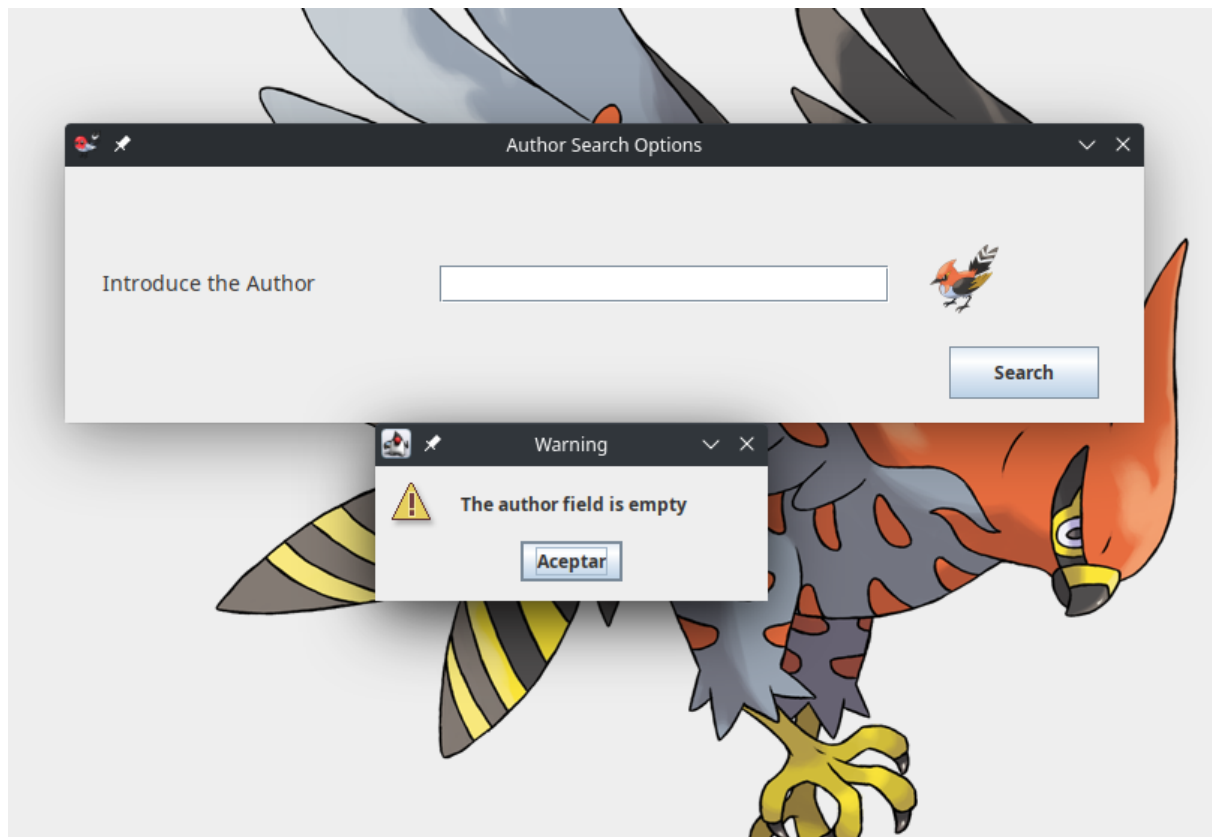 Author Search Options
Introduce the Author
Search
Warning
The author field is empty
Aceptar